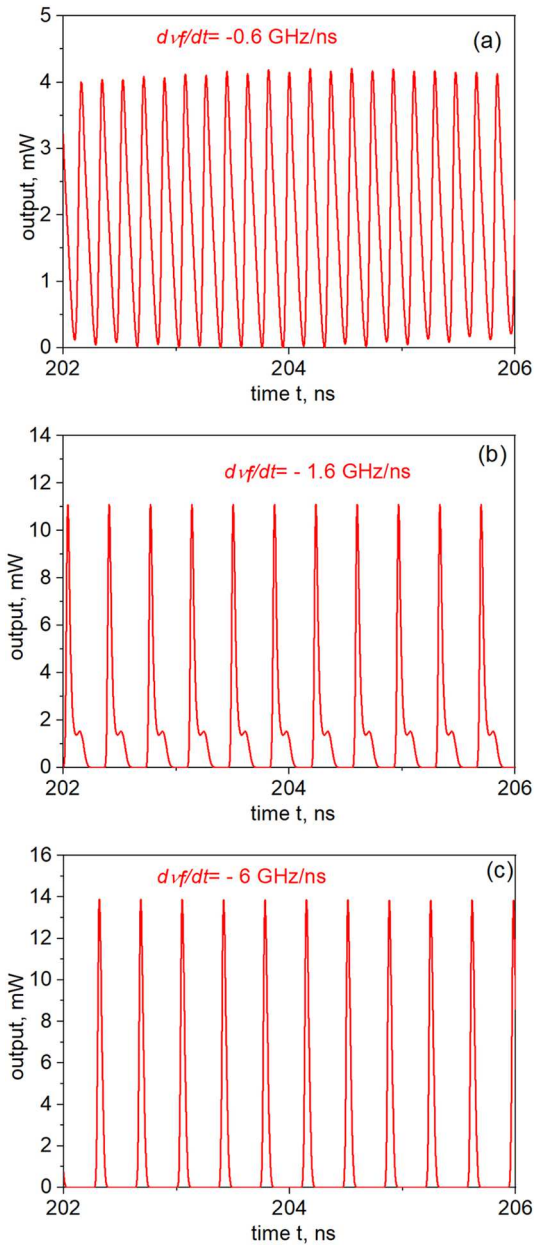 (a)
dνf/dt= -0.6 GHz/ns
output, mW
5
4
3
2
1
0
202
204
206
time t, ns
(b)
dνf/dt= - 1.6 GHz/ns
output, mW
14
12
10
8
6
4
2
0
202
204
206
time t, ns
(c)
dνf/dt= - 6 GHz/ns
output, mW
16
14
12
10
8
6
4
2
0
202
204
206
time t, ns